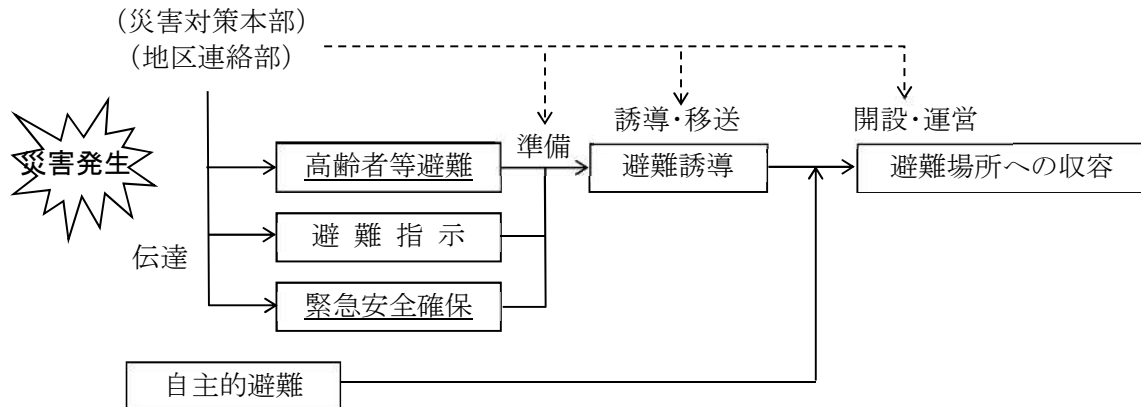 (災害対策本部)
(地区連絡部)
誘導・移送
開設・運営
準備
災害発生
高齢者等避難
避難誘導
避難場所への収容
避 難 指 示
伝達
緊急安全確保
自主的避難